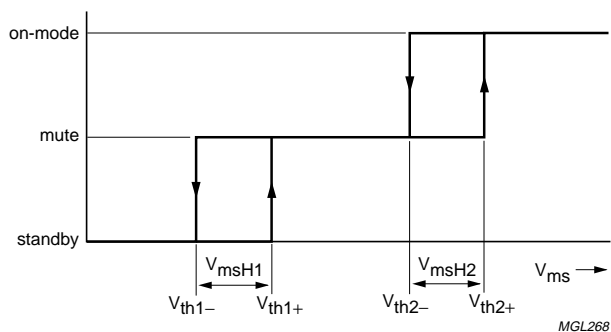 on-mode
mute
standby
VmsH1
VmsH2
Vms
Vth1−
Vth1+
Vth2−
Vth2+
MGL268